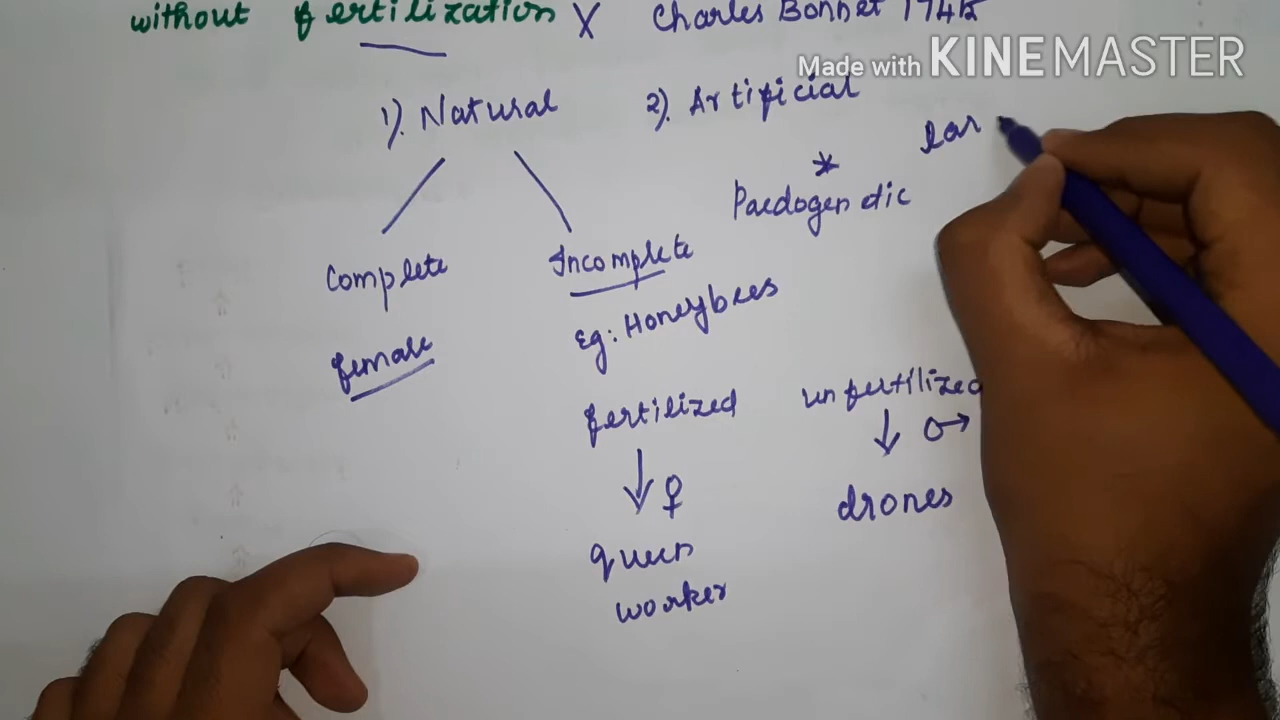 without fertilization X Charles Bonnet 1745
Made with KINEMASTER
1). Natural
2). Artificial
lar
*
Paedogenetic
Complete
Incomplete
female
Eg: Honeybees
fertilized
unfertilized
↓ ♀
↓ ♂
queen
drones
worker